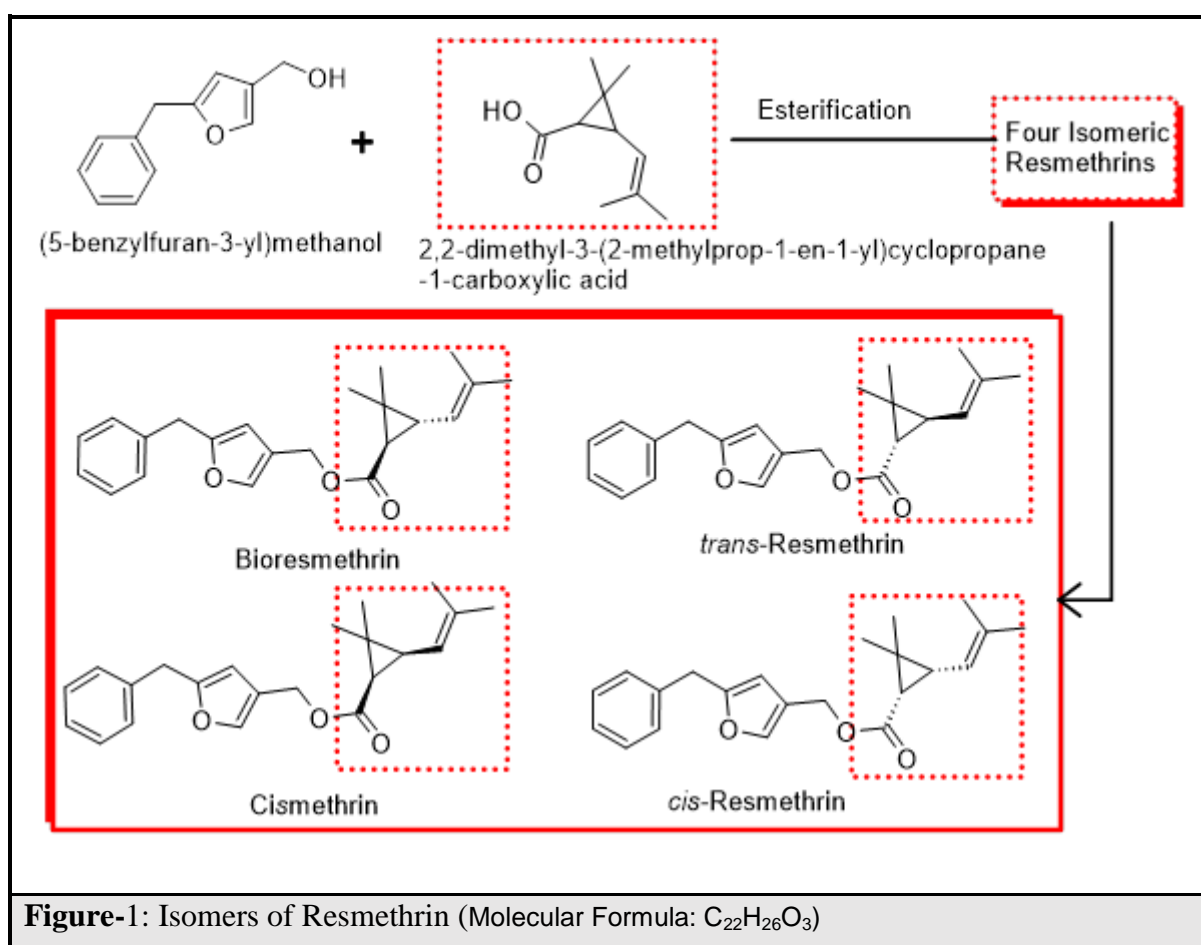 OH
O
+
HO
O
Esterification
Four Isomeric
Resmethrins
(5-benzylfuran-3-yl)methanol
2,2-dimethyl-3-(2-methylprop-1-en-1-yl)cyclopropane
-1-carboxylic acid
O
O
O
Bioresmethrin
O
O
O
trans-Resmethrin
O
O
O
Cismethrin
O
O
O
cis-Resmethrin
Figure-1: Isomers of Resmethrin (Molecular Formula: C₂₂H₂₆O₃)